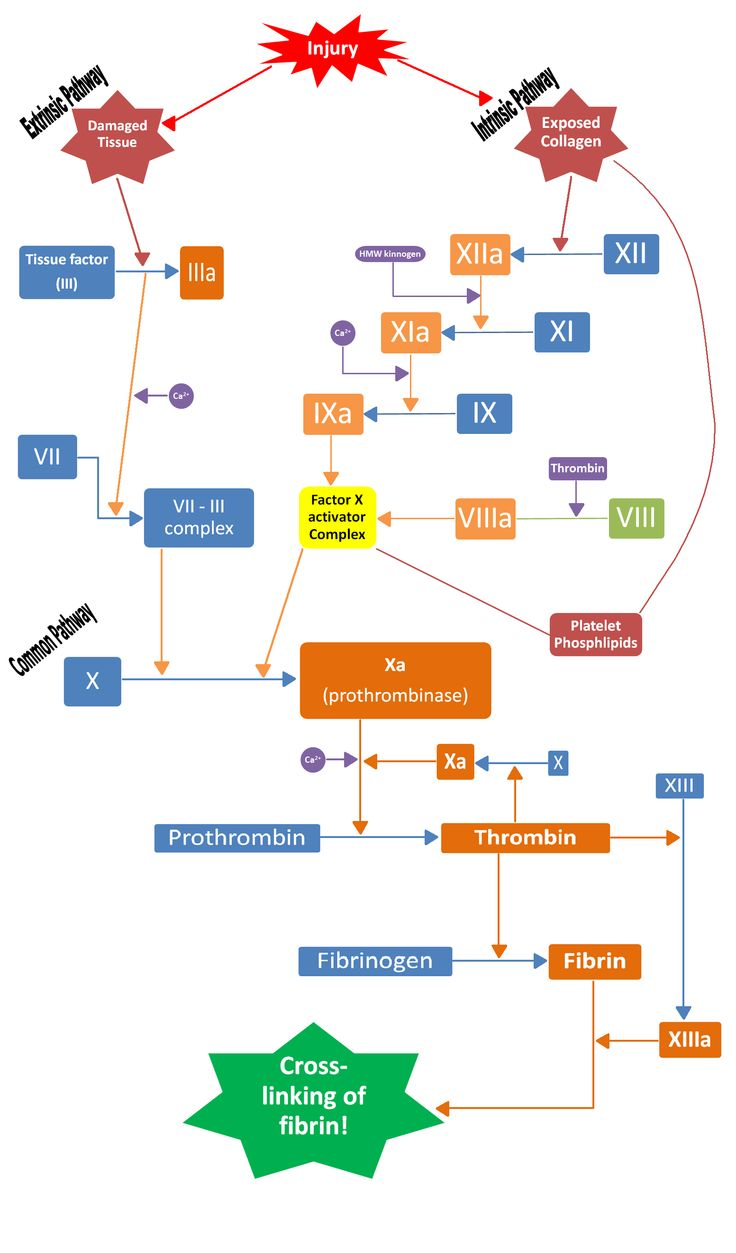 Injury
Extrinsic Pathway
Intrinsic Pathway
Damaged
Tissue
Exposed
Collagen
Tissue factor
(III)
IIIa
HMW kinnogen
XIIa
XII
Ca²⁺
XIa
XI
Ca²⁺
IXa
IX
VII
Thrombin
VII - III
complex
Factor X
activator
Complex
VIIIa
VIII
Platelet
Phosphlipids
Common Pathway
X
Xa
(prothrombinase)
Ca²⁺
Xa
X
XIII
Prothrombin
Thrombin
Fibrinogen
Fibrin
XIIIa
Cross-
linking of
fibrin!